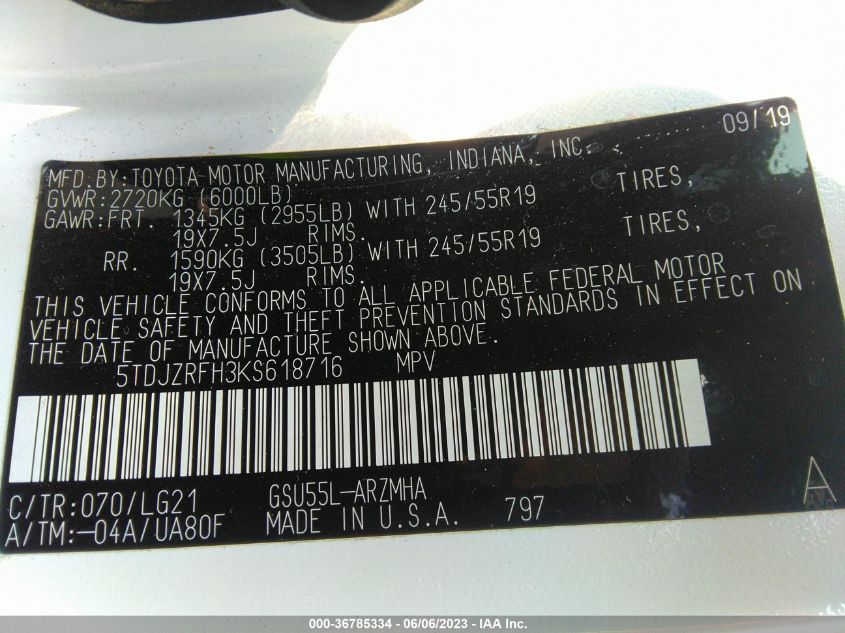 09/19
MFD.BY:TOYOTA MOTOR MANUFACTURING, INDIANA, INC.
GVWR:2720KG (6000LB)
GAWR:FRT. 1345KG (2955LB) WITH 245/55R19 TIRES,
19X7.5J RIMS.
RR. 1590KG (3505LB) WITH 245/55R19 TIRES,
19X7.5J RIMS.
THIS VEHICLE CONFORMS TO ALL APPLICABLE FEDERAL MOTOR
VEHICLE SAFETY AND THEFT PREVENTION STANDARDS IN EFFECT ON
THE DATE OF MANUFACTURE SHOWN ABOVE.
5TDJZRFH3KS618716 MPV
C/TR:070/LG21 GSU55L-ARZMHA
A/TM:-04A/UA80F MADE IN U.S.A. 797
A
000-36785334 - 06/06/2023 - IAA Inc.